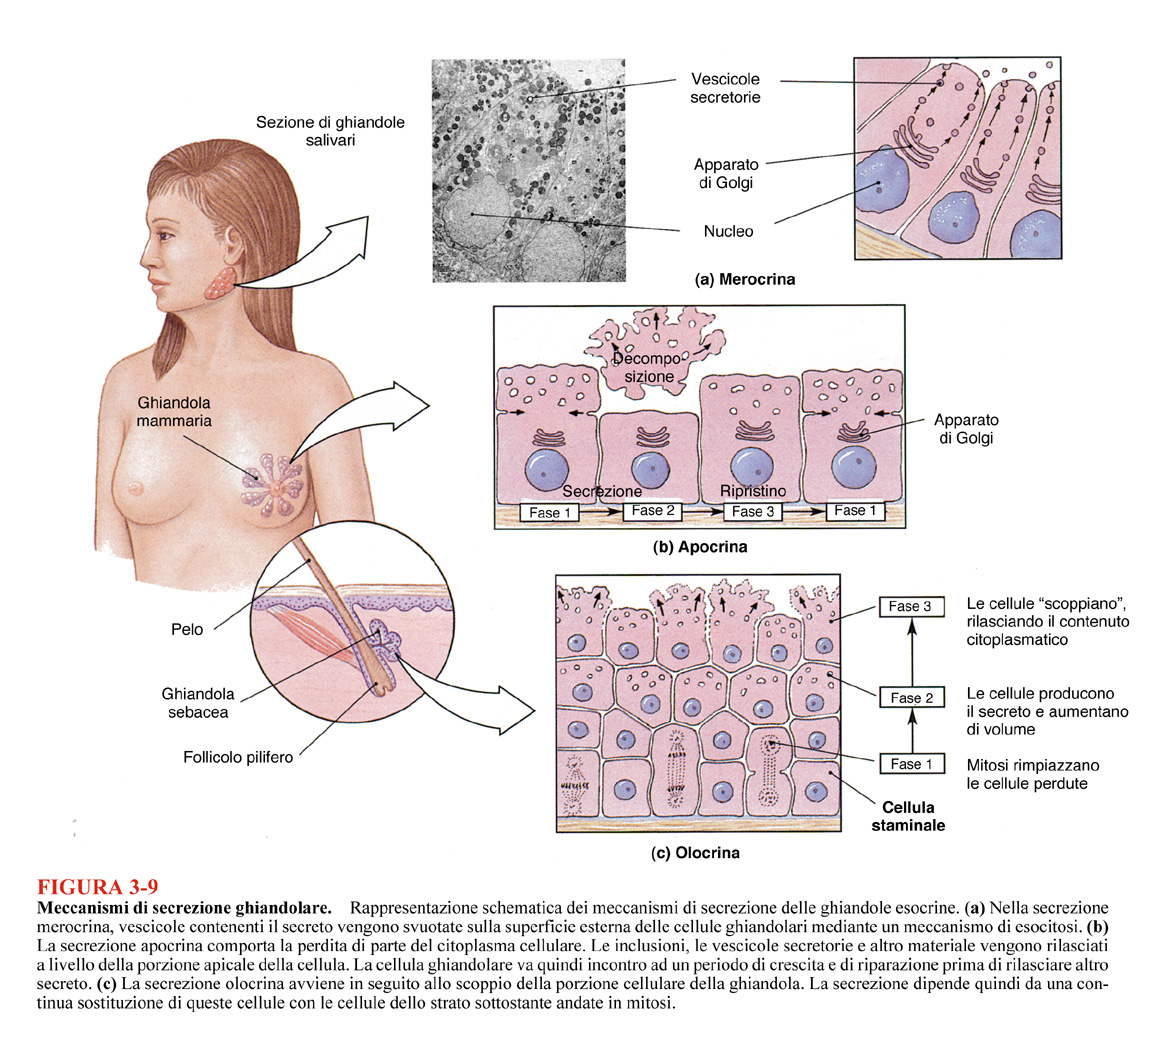 Sezione di ghiandole
salivari
Vescicole
secretorie
Apparato
di Golgi
Nucleo
(a) Merocrina
Ghiandola
mammaria
Decompo-
sizione
Apparato
di Golgi
Secrezione
Ripristino
Fase 1
Fase 2
Fase 3
Fase 1
(b) Apocrina
Pelo
Ghiandola
sebacea
Follicolo pilifero
Fase 3
Le cellule “scoppiano”,
rilasciando il contenuto
citoplasmatico
Fase 2
Le cellule producono
il secreto e aumentano
di volume
Fase 1
Mitosi rimpiazzano
le cellule perdute
Cellula
staminale
(c) Olocrina
FIGURA 3-9
Meccanismi di secrezione ghiandolare. Rappresentazione schematica dei meccanismi di secrezione delle ghiandole esocrine. (a) Nella secrezione
merocrina, vescicole contenenti il secreto vengono svuotate sulla superficie esterna delle cellule ghiandolari mediante un meccanismo di esocitosi. (b)
La secrezione apocrina comporta la perdita di parte del citoplasma cellulare. Le inclusioni, le vescicole secretorie e altro materiale vengono rilasciati
a livello della porzione apicale della cellula. La cellula ghiandolare va quindi incontro ad un periodo di crescita e di riparazione prima di rilasciare altro
secreto. (c) La secrezione olocrina avviene in seguito allo scoppio della porzione cellulare della ghiandola. La secrezione dipende quindi da una con-
tinua sostituzione di queste cellule con le cellule dello strato sottostante andate in mitosi.